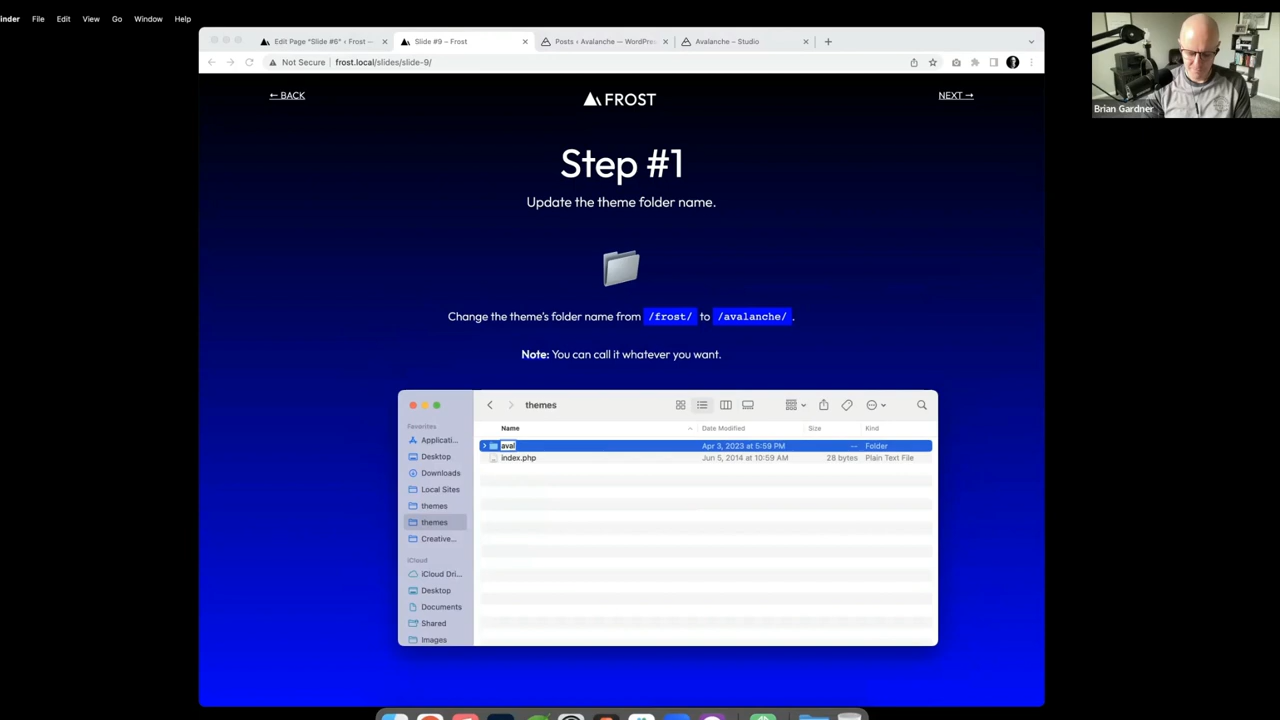 inder File Edit View Go Window Help
Edit Page "Slide #6" ‹ Frost —
Slide #9 – Frost
Posts ‹ Avalanche — WordPres
Avalanche – Studio
Not Secure | frost.local/slides/slide-9/
← BACK
FROST
NEXT →
Brian Gardner
Step #1
Update the theme folder name.
Change the theme's folder name from /frost/ to /avalanche/ .
Note: You can call it whatever you want.
themes
Favorites
Applicati...
Desktop
Downloads
Local Sites
themes
themes
Creative...
iCloud
iCloud Dri...
Desktop
Documents
Shared
Images
Name Date Modified Size Kind
aval Apr 3, 2023 at 5:59 PM -- Folder
index.php Jun 5, 2014 at 10:59 AM 28 bytes Plain Text File